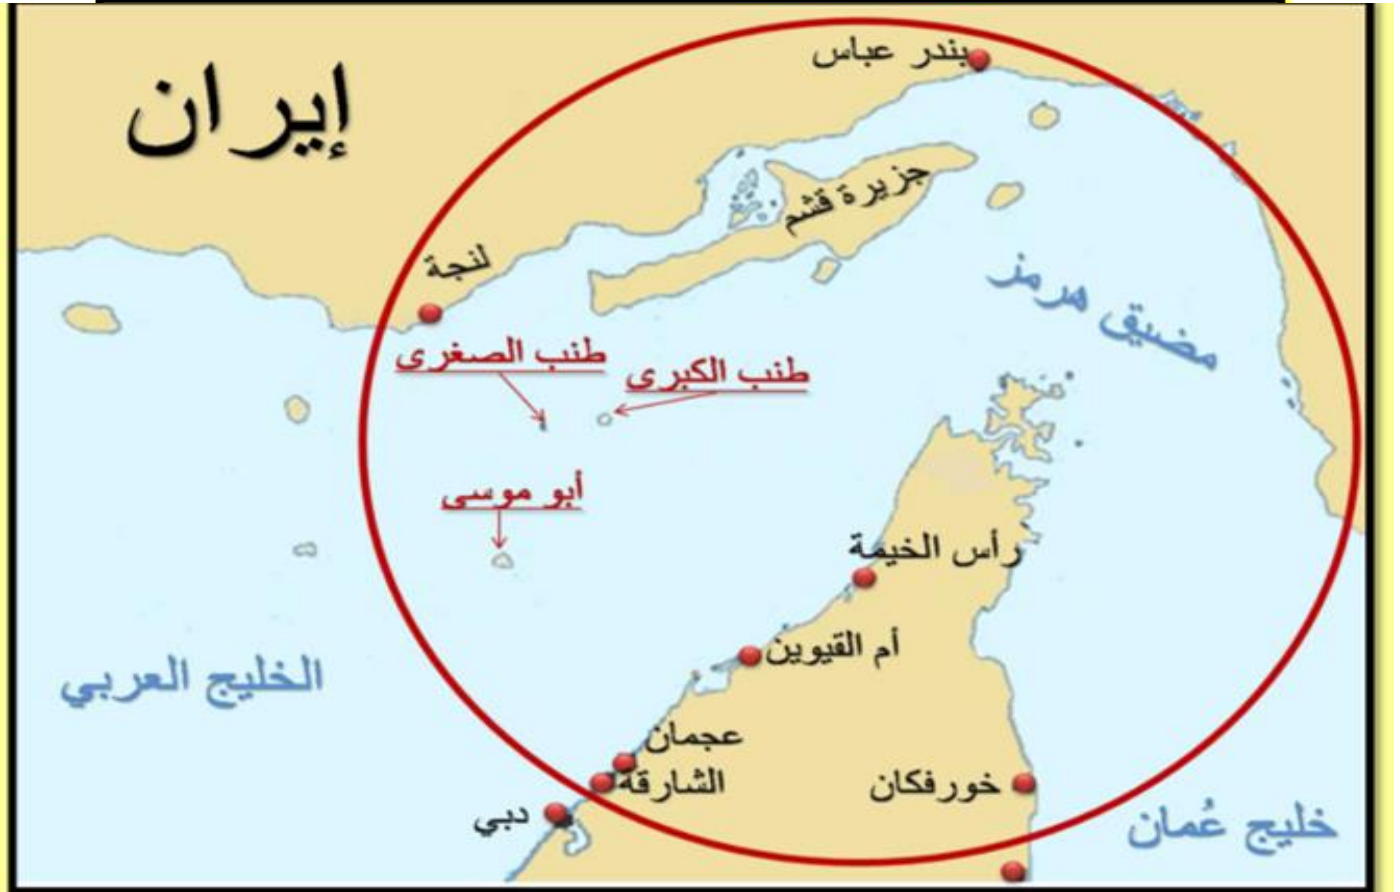 بندر عباس
إيران
جزيرة قشم
لنجة
مضيق هرمز
طنب الصغرى
طنب الكبرى
أبو موسى
رأس الخيمة
أم القيوين
الخليج العربي
عجمان
الشارقة
خورفكان
دبي
خليج عُمان